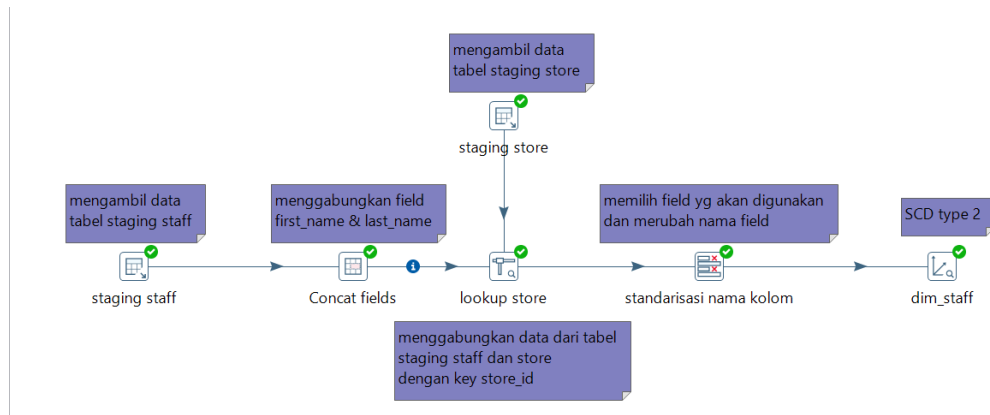 mengambil data
tabel staging store
staging store
mengambil data
tabel staging staff
menggabungkan field
first_name & last_name
memilih field yg akan digunakan
dan merubah nama field
SCD type 2
staging staff
Concat fields
lookup store
standarisasi nama kolom
dim_staff
menggabungkan data dari tabel
staging staff dan store
dengan key store_id